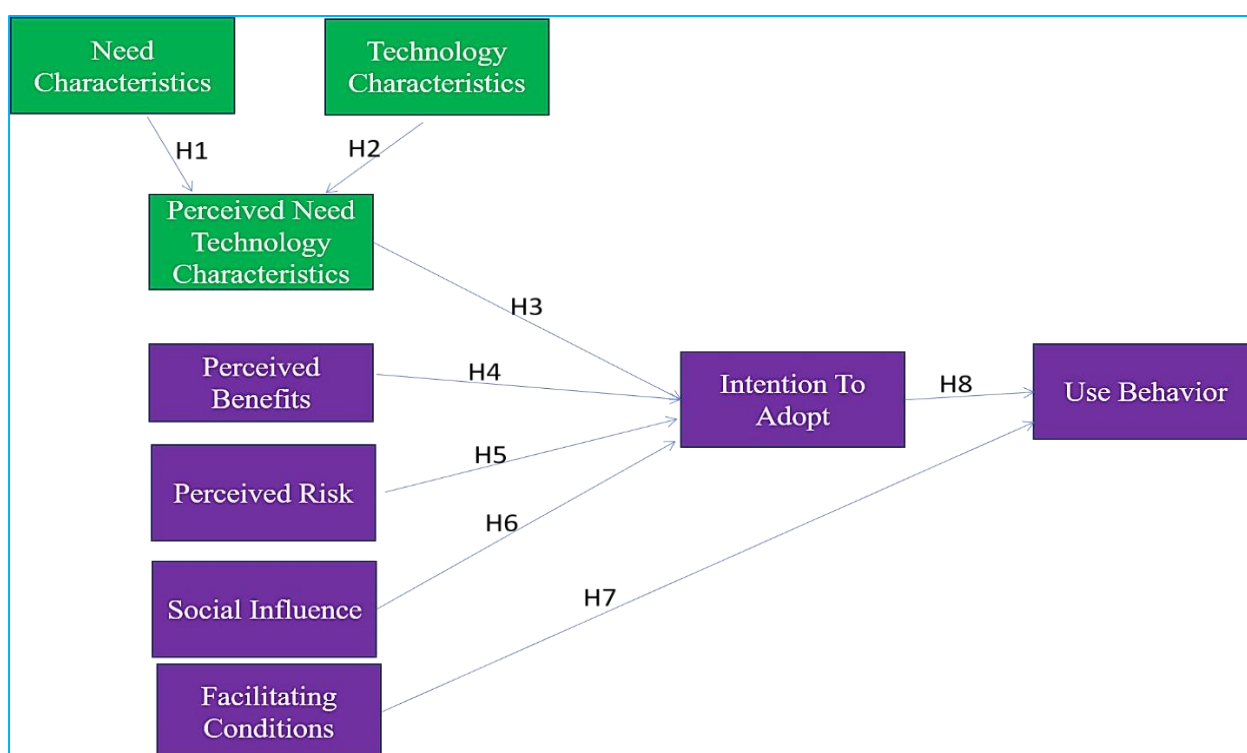 Need
Characteristics
Technology
Characteristics
H1
H2
Perceived Need
Technology
Characteristics
H3
Perceived
Benefits
H4
Intention To
Adopt
H8
Use Behavior
Perceived Risk
H5
H6
Social Influence
H7
Facilitating
Conditions